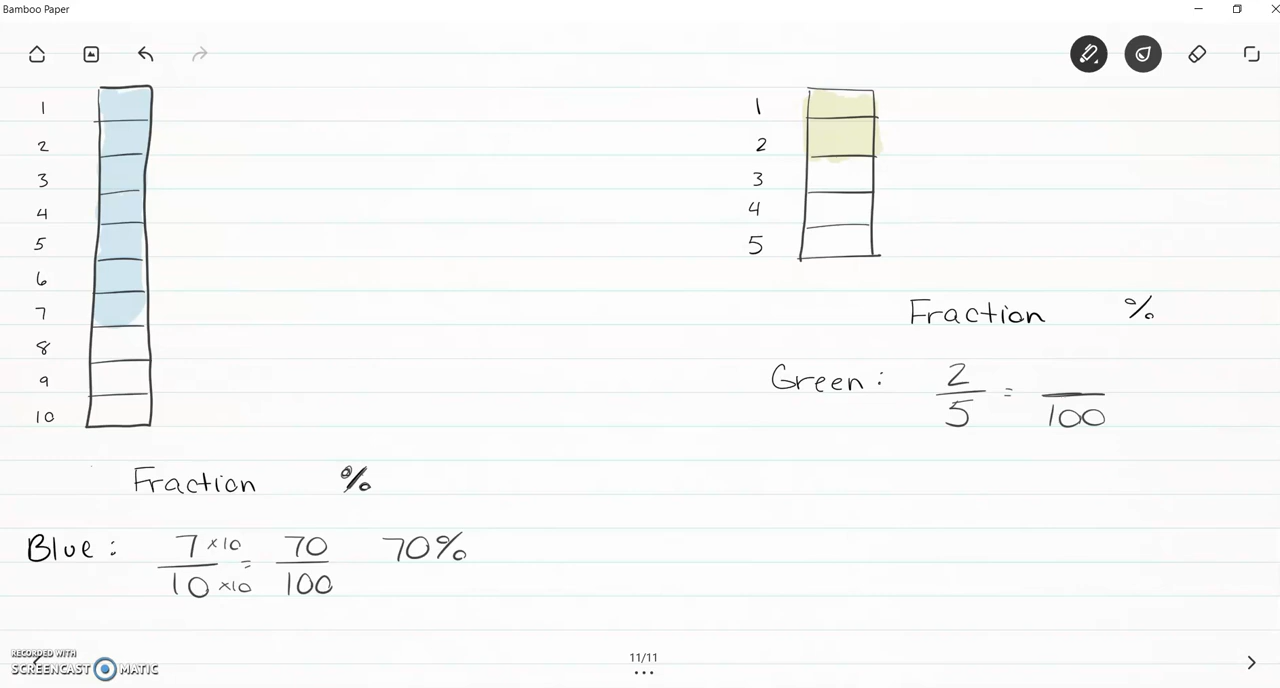 Bamboo Paper
1
2
3
4
5
6
7
8
9
10
Fraction %
Blue: 7 ×10 / 10 ×10 = 70 / 100 70%
1
2
3
4
5
Fraction %
Green: 2 / 5 = / 100
RECORDED WITH
SCREENCAST MATIC
11/11